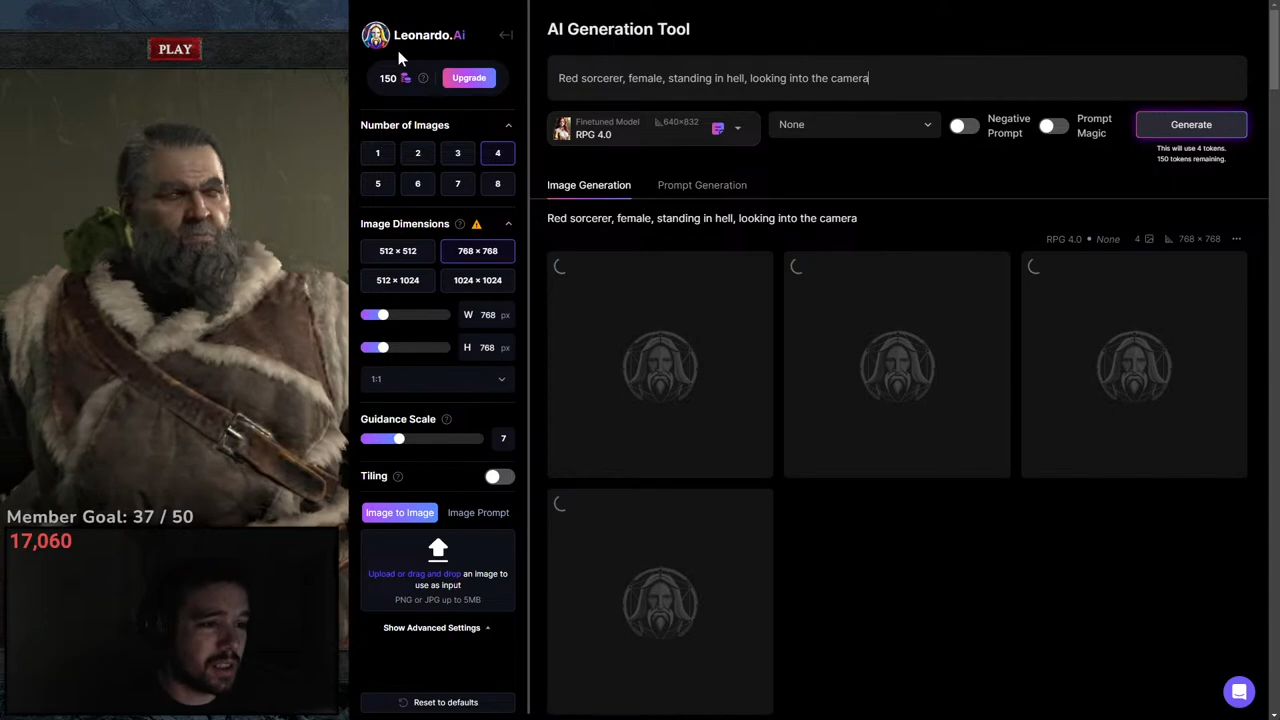 PLAY
Member Goal: 37 / 50
17,060
Leonardo.Ai
150
Upgrade
Number of Images
1 2 3 4
5 6 7 8
Image Dimensions
512 × 512 768 × 768
512 × 1024 1024 × 1024
W 768 px
H 768 px
1:1
Guidance Scale
7
Tiling
Image to Image Image Prompt
Upload or drag and drop an image to
use as input
PNG or JPG up to 5MB
Show Advanced Settings
Reset to defaults
AI Generation Tool
Red sorcerer, female, standing in hell, looking into the camera
Finetuned Model 640×832
RPG 4.0
None
Negative
Prompt
Prompt
Magic
Generate
This will use 4 tokens.
150 tokens remaining.
Image Generation Prompt Generation
Red sorcerer, female, standing in hell, looking into the camera
RPG 4.0 • None 4 768 × 768 ...